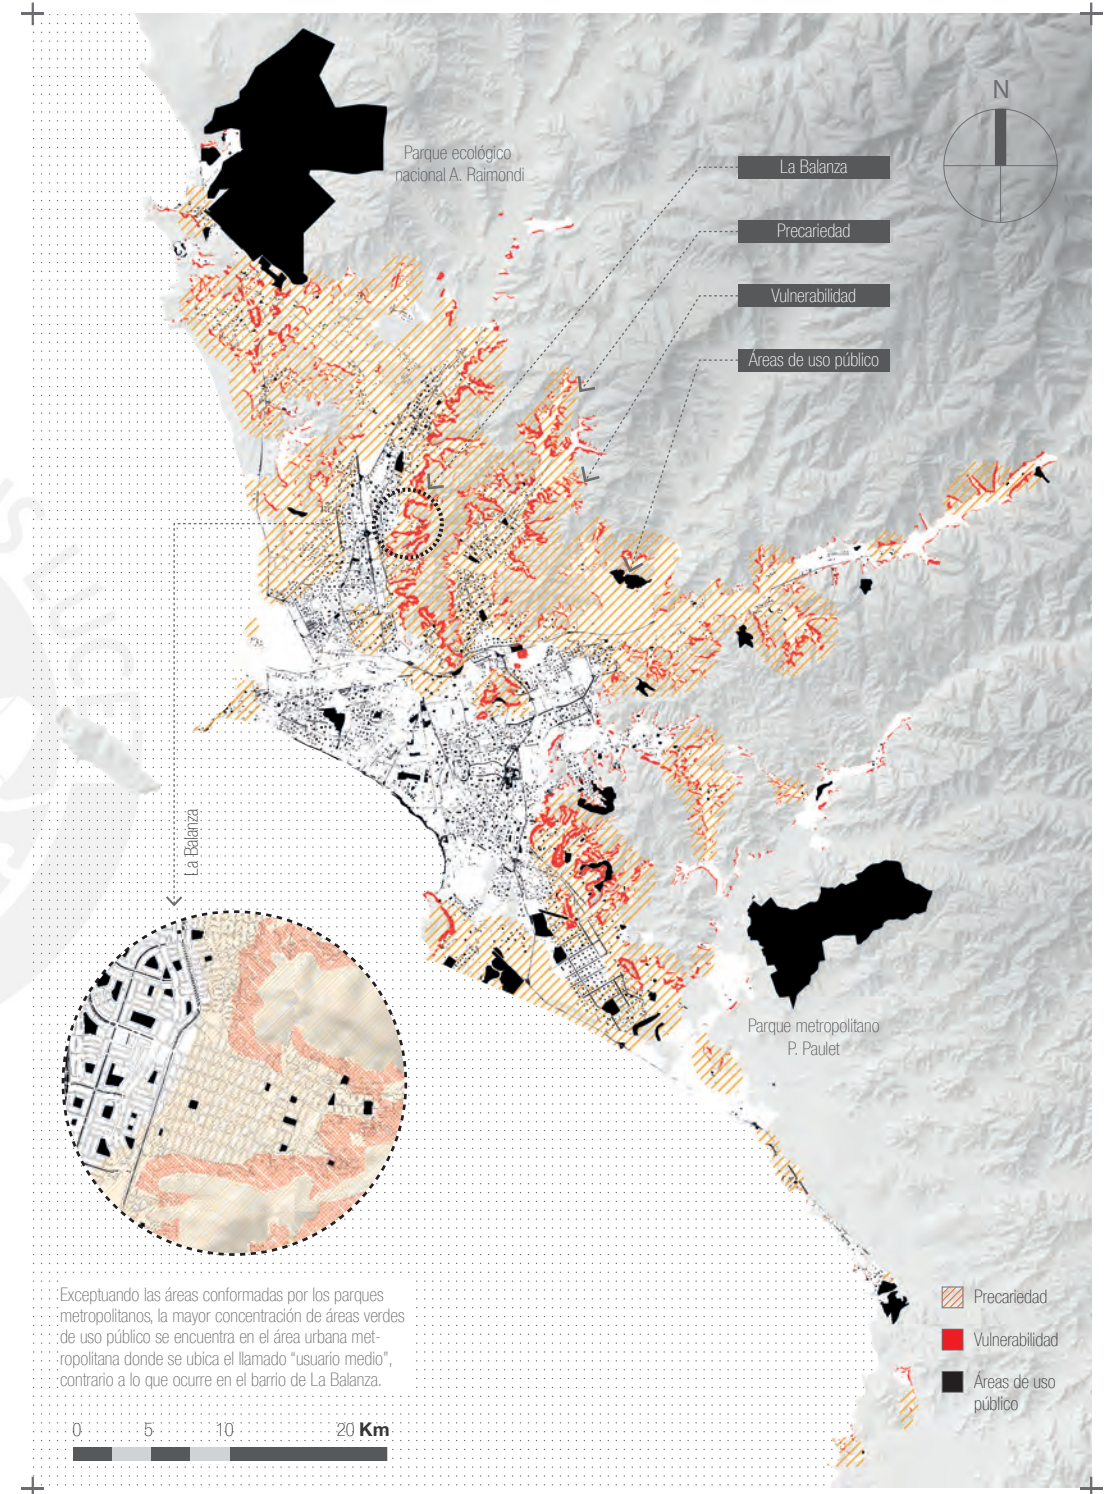 N
Parque ecológico
nacional A. Raimondi
La Balanza
Precariedad
Vulnerabilidad
Áreas de uso público
La Balanza
Parque metropolitano
P. Paulet
Exceptuando las áreas conformadas por los parques
metropolitanos, la mayor concentración de áreas verdes
de uso público se encuentra en el área urbana met-
ropolitana donde se ubica el llamado “usuario medio”,
contrario a lo que ocurre en el barrio de La Balanza.
0 5 10 20 Km
Precariedad
Vulnerabilidad
Áreas de uso
público